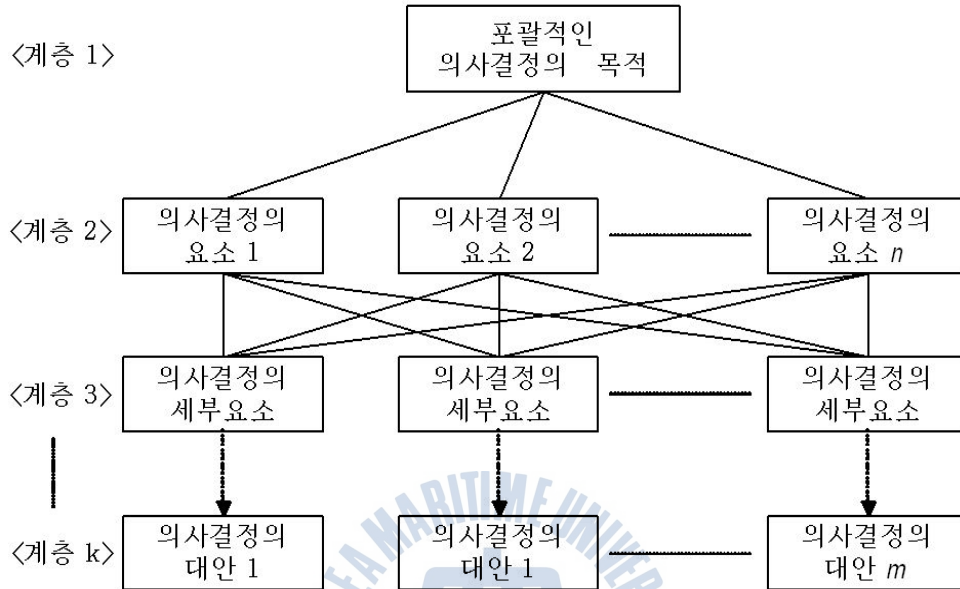 <계층 1>
포괄적인
의사결정의 목적
<계층 2>
의사결정의
요소 1
의사결정의
요소 2
의사결정의
요소 n
<계층 3>
의사결정의
세부요소
의사결정의
세부요소
의사결정의
세부요소
<계층 k>
의사결정의
대안 1
의사결정의
대안 1
의사결정의
대안 m
MARITIME